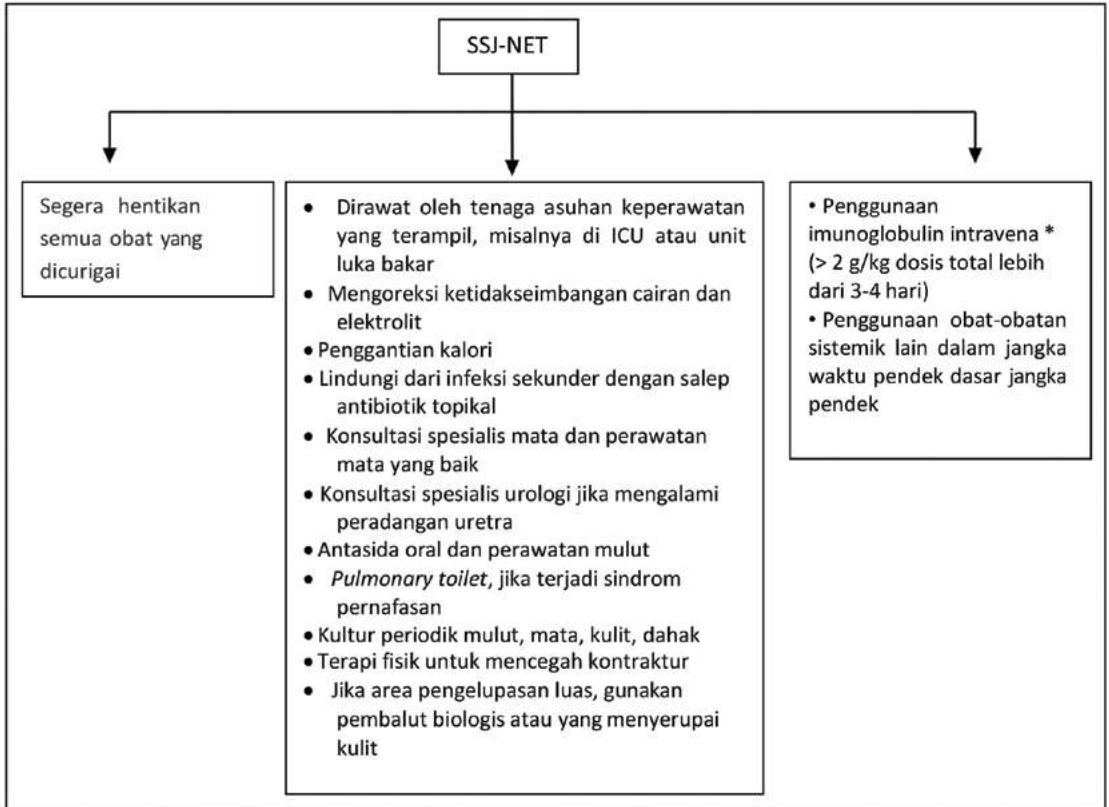 SSJ-NET
Segera hentikan
semua obat yang
dicurigai
• Dirawat oleh tenaga asuhan keperawatan
yang terampil, misalnya di ICU atau unit
luka bakar
• Mengoreksi ketidakseimbangan cairan dan
elektrolit
• Penggantian kalori
• Lindungi dari infeksi sekunder dengan salep
antibiotik topikal
• Konsultasi spesialis mata dan perawatan
mata yang baik
• Konsultasi spesialis urologi jika mengalami
peradangan uretra
• Antasida oral dan perawatan mulut
• Pulmonary toilet, jika terjadi sindrom
pernafasan
• Kultur periodik mulut, mata, kulit, dahak
• Terapi fisik untuk mencegah kontraktur
• Jika area pengelupasan luas, gunakan
pembalut biologis atau yang menyerupai
kulit
• Penggunaan
imunoglobulin intravena *
(> 2 g/kg dosis total lebih
dari 3-4 hari)
• Penggunaan obat-obatan
sistemik lain dalam jangka
waktu pendek dasar jangka
pendek